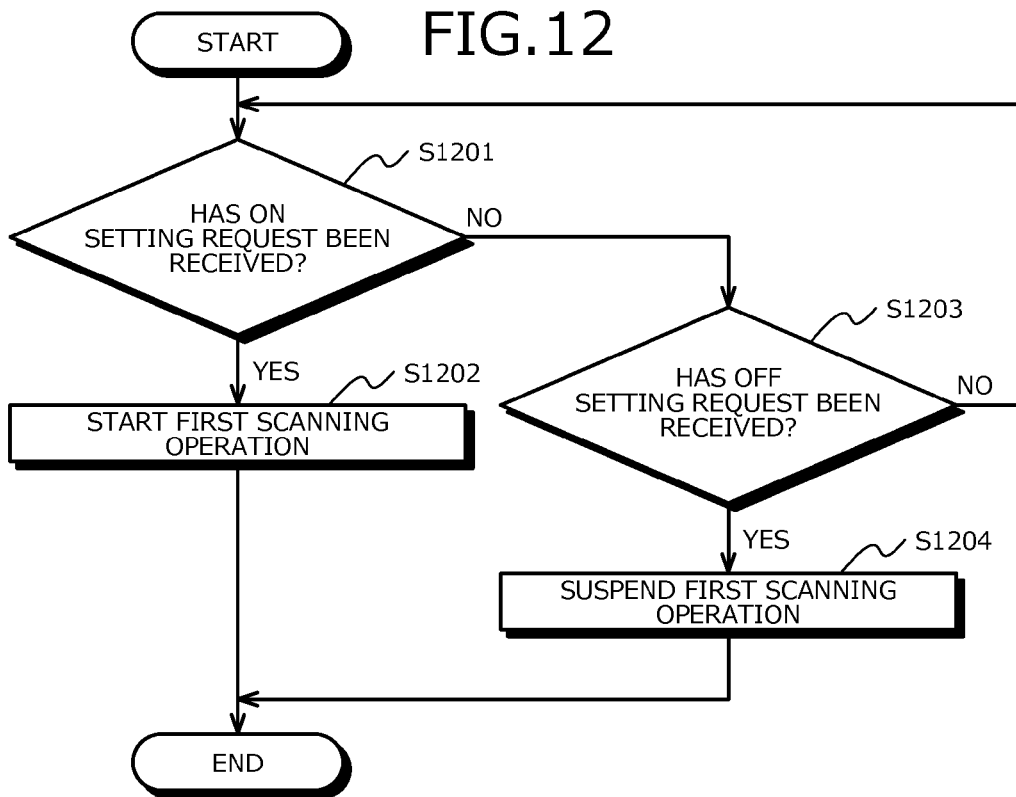 FIG.12
START
S1201
HAS ON
SETTING REQUEST BEEN
RECEIVED?
NO
YES
S1202
START FIRST SCANNING
OPERATION
S1203
HAS OFF
SETTING REQUEST BEEN
RECEIVED?
NO
YES
S1204
SUSPEND FIRST SCANNING
OPERATION
END